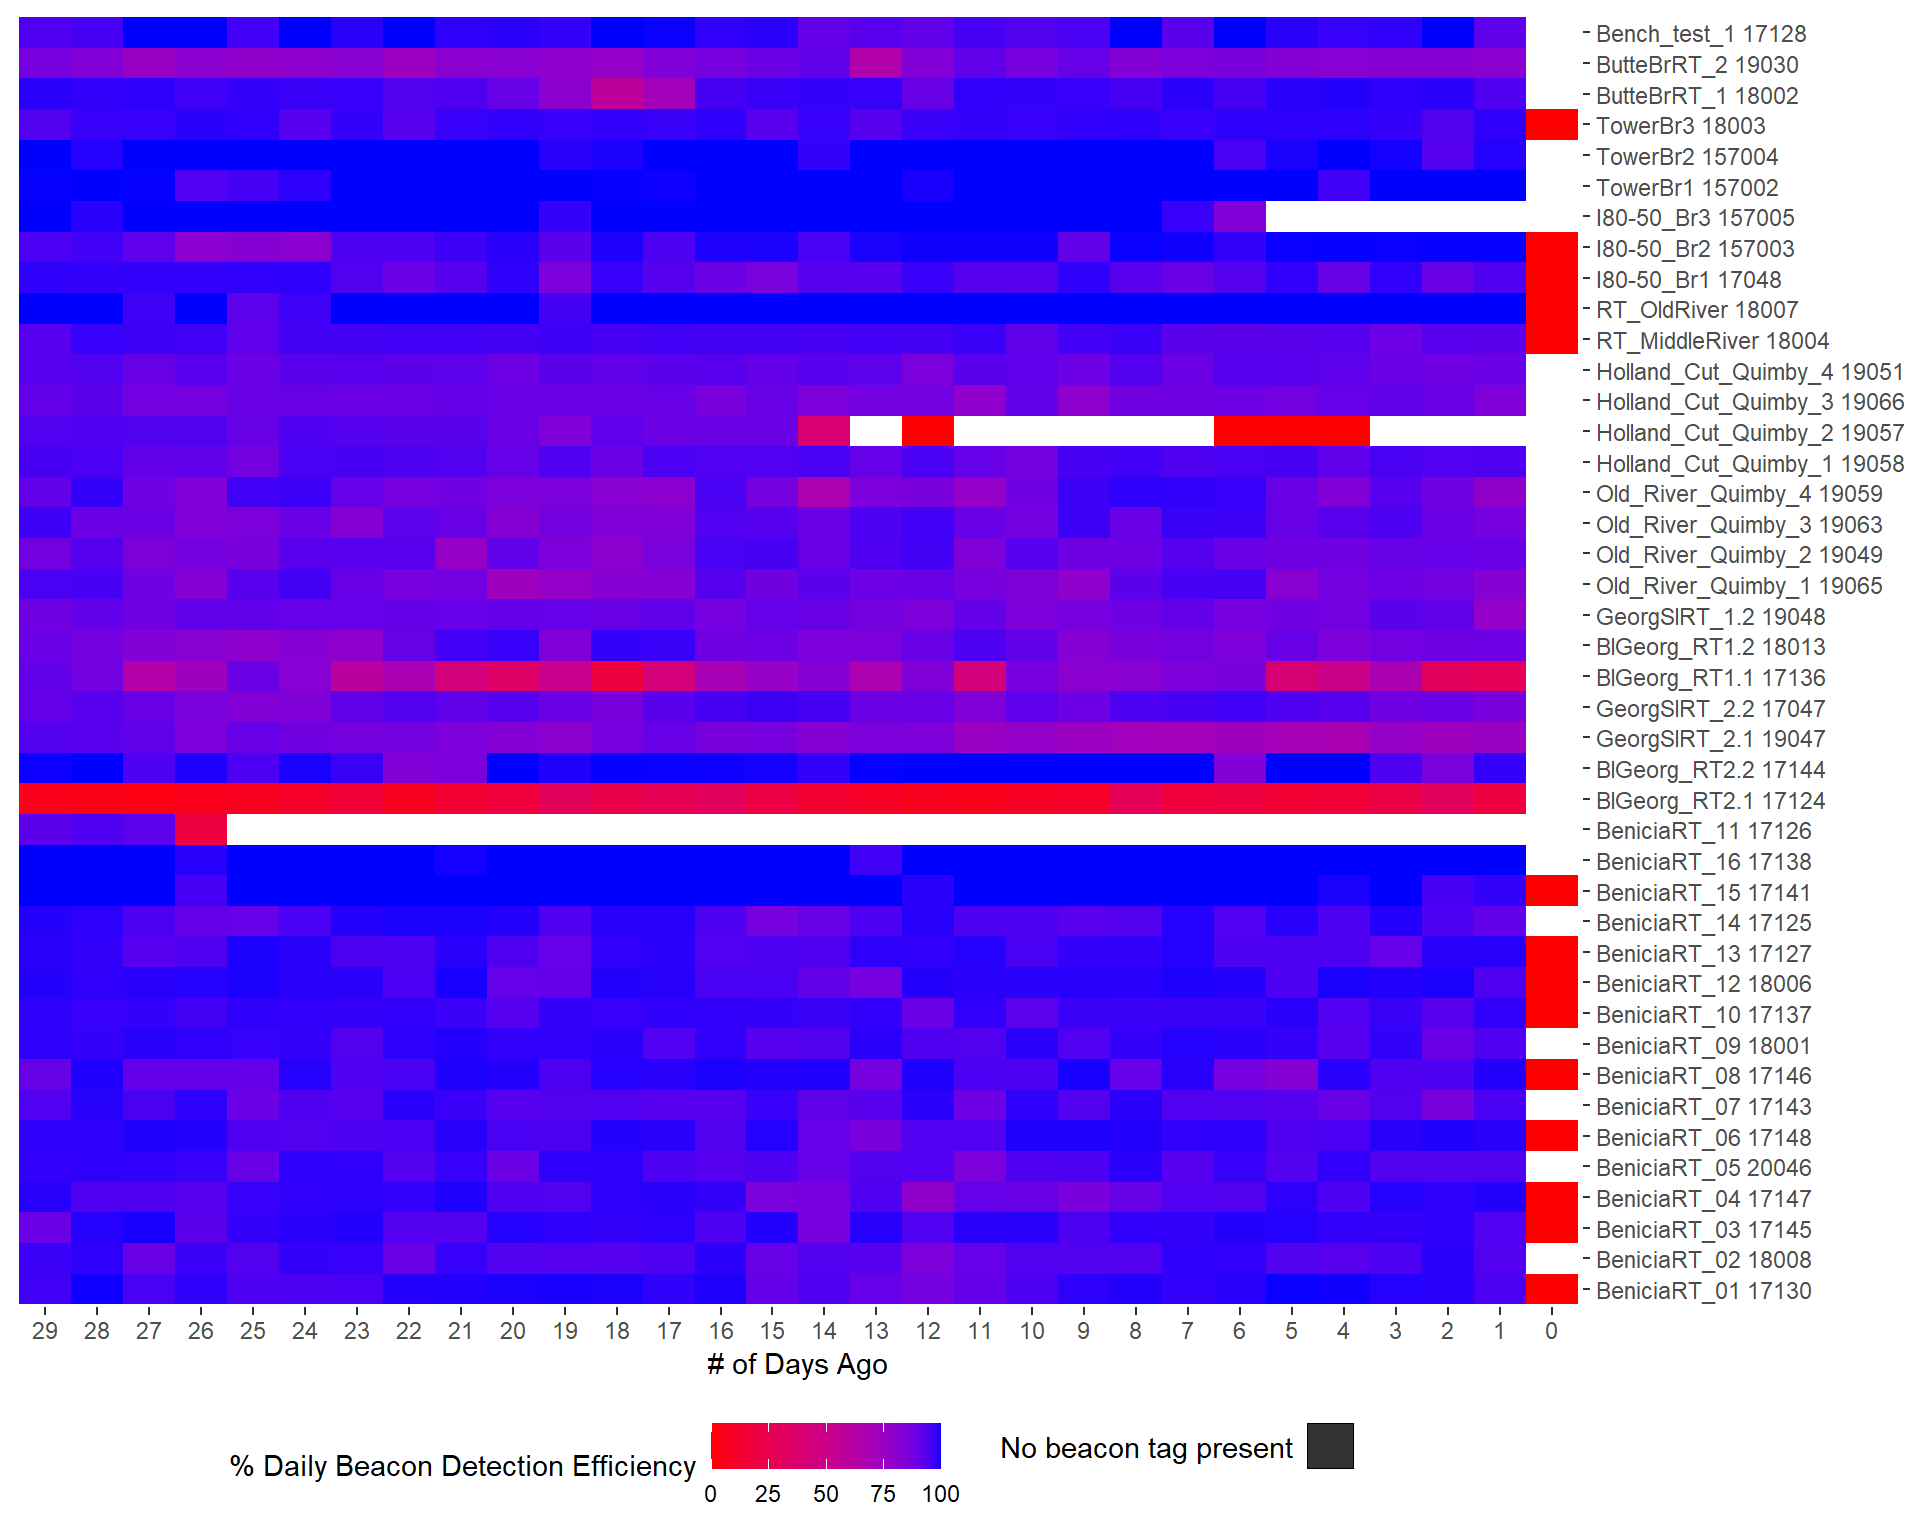 Bench_test_1 17128
ButteBrRT_2 19030
ButteBrRT_1 18002
TowerBr3 18003
TowerBr2 157004
TowerBr1 157002
I80-50_Br3 157005
I80-50_Br2 157003
I80-50_Br1 17048
RT_OldRiver 18007
RT_MiddleRiver 18004
Holland_Cut_Quimby_4 19051
Holland_Cut_Quimby_3 19066
Holland_Cut_Quimby_2 19057
Holland_Cut_Quimby_1 19058
Old_River_Quimby_4 19059
Old_River_Quimby_3 19063
Old_River_Quimby_2 19049
Old_River_Quimby_1 19065
GeorgSlRT_1.2 19048
BlGeorg_RT1.2 18013
BlGeorg_RT1.1 17136
GeorgSlRT_2.2 17047
GeorgSlRT_2.1 19047
BlGeorg_RT2.2 17144
BlGeorg_RT2.1 17124
BeniciaRT_11 17126
BeniciaRT_16 17138
BeniciaRT_15 17141
BeniciaRT_14 17125
BeniciaRT_13 17127
BeniciaRT_12 18006
BeniciaRT_10 17137
BeniciaRT_09 18001
BeniciaRT_08 17146
BeniciaRT_07 17143
BeniciaRT_06 17148
BeniciaRT_05 20046
BeniciaRT_04 17147
BeniciaRT_03 17145
BeniciaRT_02 18008
BeniciaRT_01 17130
29 28 27 26 25 24 23 22 21 20 19 18 17 16 15 14 13 12 11 10 9 8 7 6 5 4 3 2 1 0
# of Days Ago
% Daily Beacon Detection Efficiency
0 25 50 75 100
No beacon tag present